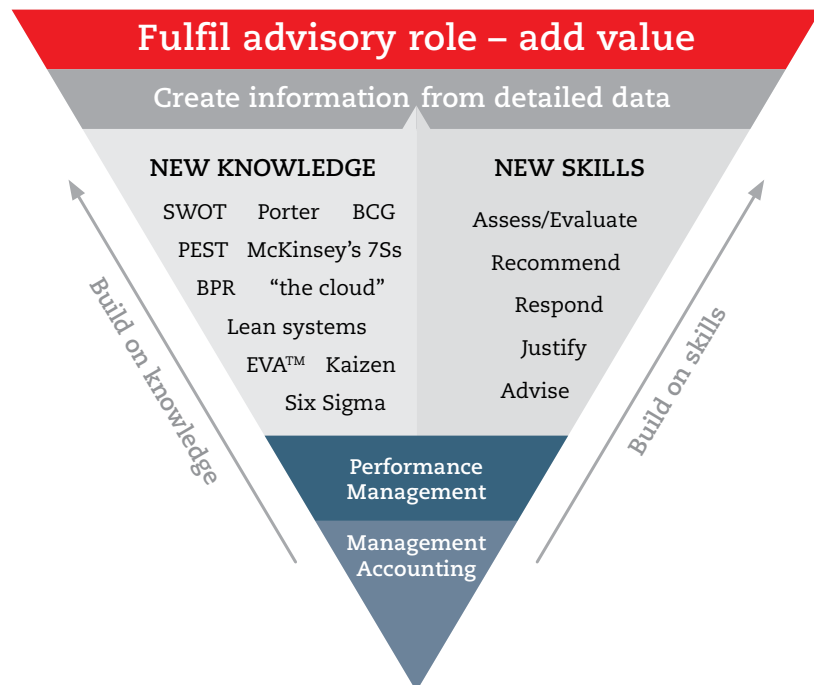 Fulfil advisory role – add value
Create information from detailed data
NEW KNOWLEDGE
SWOT Porter BCG
PEST McKinsey's 7Ss
BPR “the cloud”
Lean systems
EVA™ Kaizen
Six Sigma
NEW SKILLS
Assess/Evaluate
Recommend
Respond
Justify
Advise
Build on knowledge
Build on skills
Performance
Management
Management
Accounting